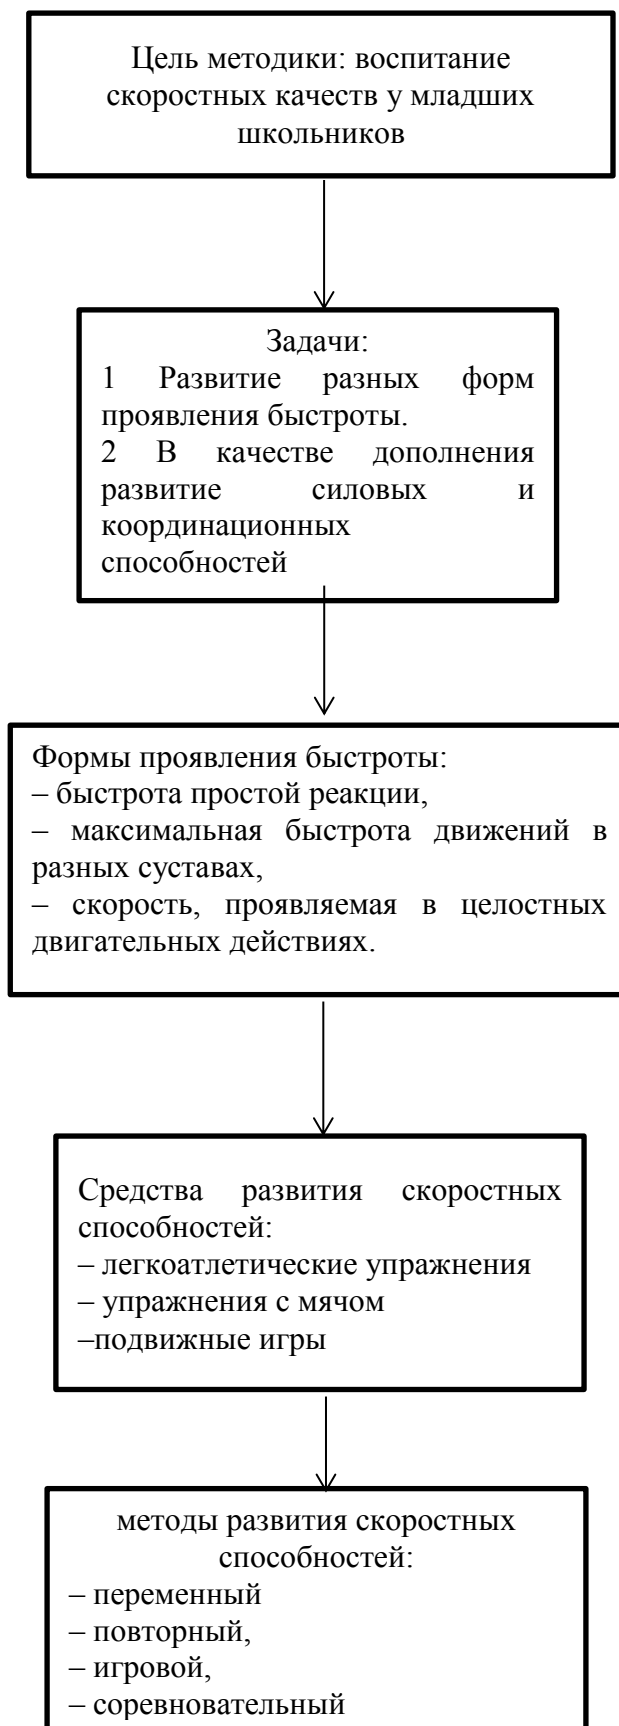 Цель методики: воспитание
скоростных качеств у младших
школьников
Задачи:
1 Развитие разных форм
проявления быстроты.
2 В качестве дополнения
развитие силовых и
координационных
способностей
Формы проявления быстроты:
– быстрота простой реакции,
– максимальная быстрота движений в
разных суставах,
– скорость, проявляемая в целостных
двигательных действиях.
Средства развития скоростных
способностей:
– легкоатлетические упражнения
– упражнения с мячом
–подвижные игры
методы развития скоростных
способностей:
– переменный
– повторный,
– игровой,
– соревновательный